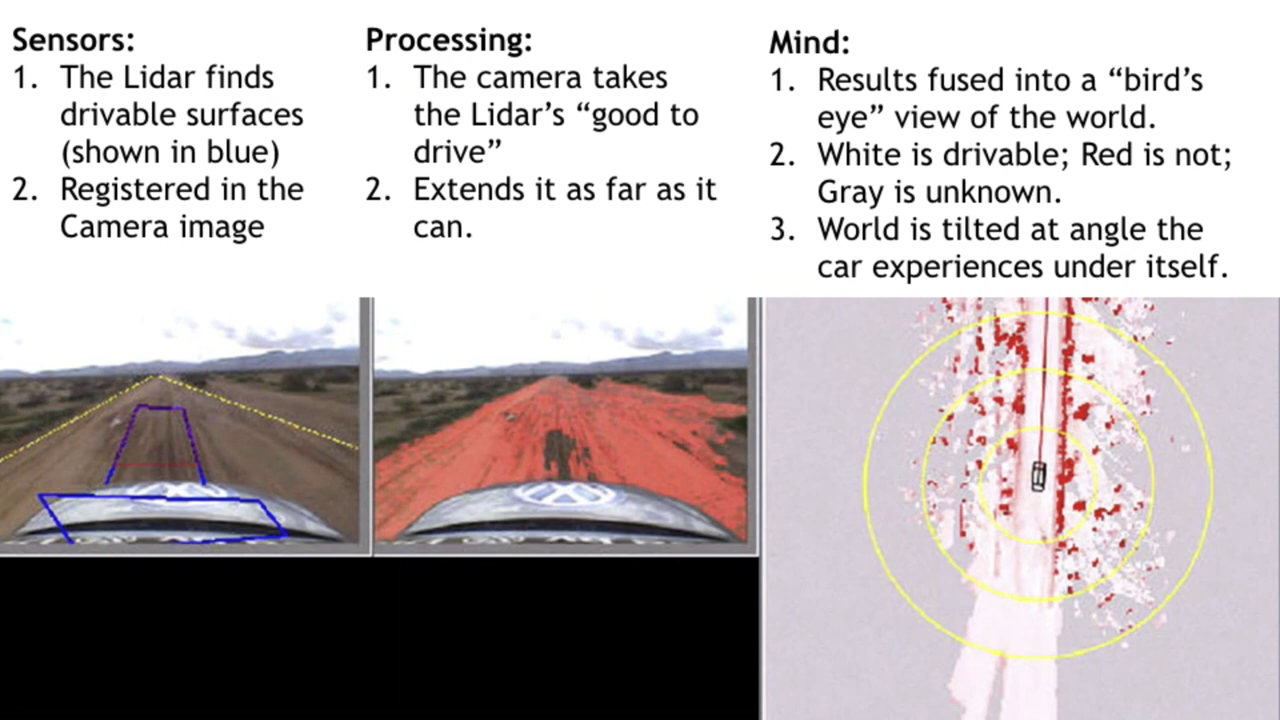 Sensors:
1. The Lidar finds
drivable surfaces
(shown in blue)
2. Registered in the
Camera image
Processing:
1. The camera takes
the Lidar’s “good to
drive”
2. Extends it as far as it
can.
Mind:
1. Results fused into a “bird’s
eye” view of the world.
2. White is drivable; Red is not;
Gray is unknown.
3. World is tilted at angle the
car experiences under itself.